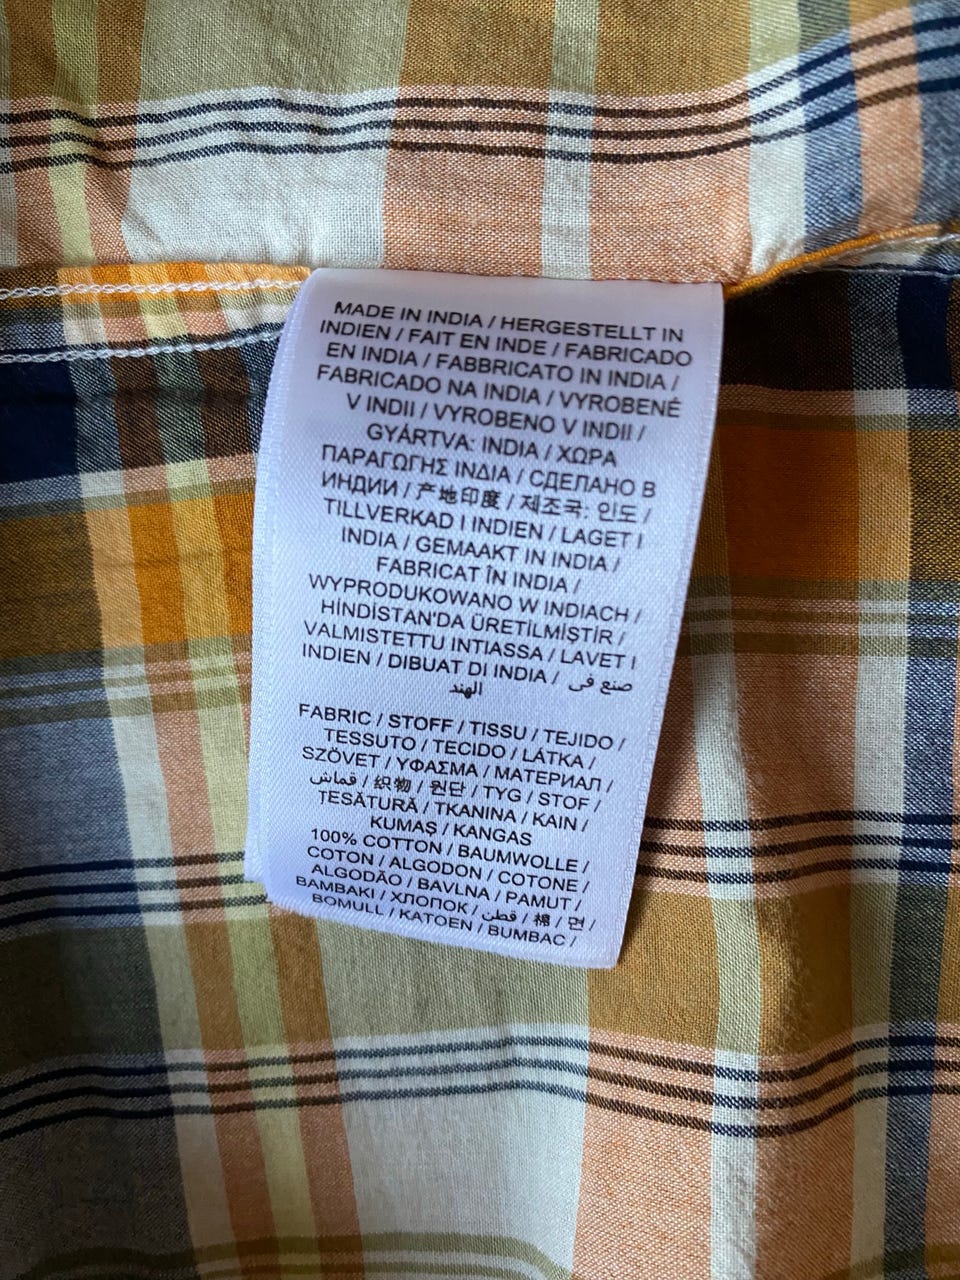 MADE IN INDIA / HERGESTELLT IN
INDIEN / FAIT EN INDE / FABRICADO
EN INDIA / FABBRICATO IN INDIA /
FABRICADO NA INDIA / VYROBENÉ
V INDII / VYROBENO V INDII /
GYÁRTVA: INDIA / ΧΩΡΑ
ΠΑΡΑΓΩΓΗΣ ΙΝΔΙΑ / СДЕЛАНО В
ИНДИИ / 产地印度 / 제조국: 인도 /
TILLVERKAD I INDIEN / LAGET I
INDIA / GEMAAKT IN INDIA /
FABRICAT ÎN INDIA /
WYPRODUKOWANO W INDIACH /
HİNDİSTAN'DA ÜRETİLMİŞTİR /
VALMISTETTU INTIASSA / LAVET I
INDIEN / DIBUAT DI INDIA / صنع في
الهند
FABRIC / STOFF / TISSU / TEJIDO /
TESSUTO / TECIDO / LÁTKA /
SZÖVET / ΥΦΑΣΜΑ / МАТЕРИАЛ /
قماش / 织物 / 원단 / TYG / STOF /
ȚESĂTURĂ / TKANINA / KAIN /
KUMAŞ / KANGAS
100% COTTON / BAUMWOLLE /
COTON / ALGODON / COTONE /
ALGODÃO / BAVLNA / PAMUT /
ΒΑΜΒΑΚΙ / ХЛОПОК / قطن / 棉 / 면 /
BOMULL / KATOEN / BUMBAC /